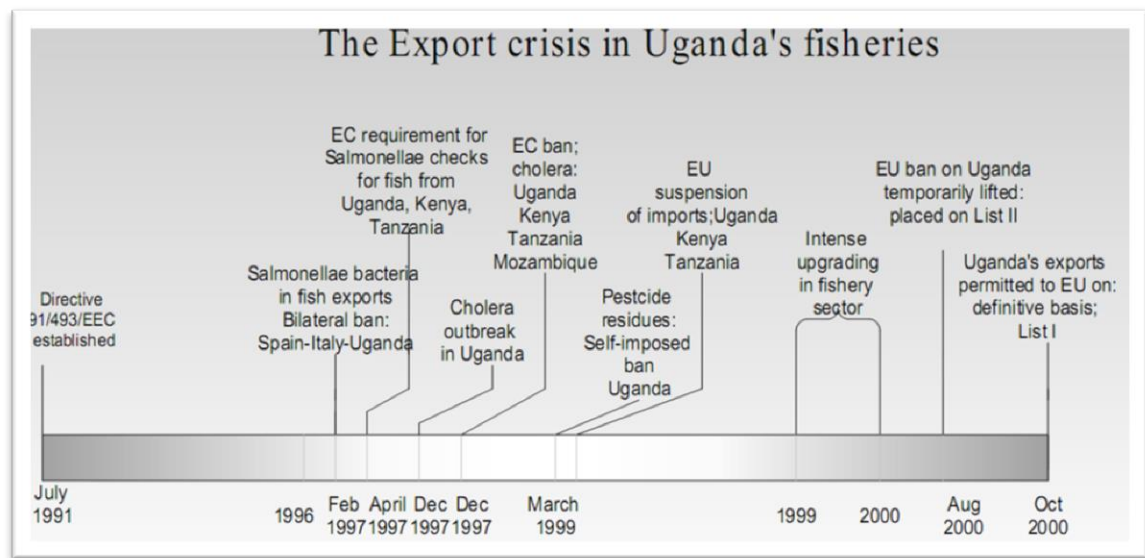 The Export crisis in Uganda's fisheries
Directive
91/493/EEC
established
Salmonellae bacteria
in fish exports
Bilateral ban:
Spain-Italy-Uganda
EC requirement for
Salmonellae checks
for fish from
Uganda, Kenya,
Tanzania
Cholera
outbreak
in Uganda
EC ban;
cholera:
Uganda
Kenya
Tanzania
Mozambique
Pestcide
residues:
Self-imposed
ban
Uganda
EU
suspension
of imports;Uganda
Kenya
Tanzania
Intense
upgrading
in fishery
sector
EU ban on Uganda
temporarily lifted:
placed on List II
Uganda's exports
permitted to EU on:
definitive basis;
List I
July
1991
1996
Feb
1997
April
1997
Dec
1997
Dec
1997
March
1999
1999
2000
Aug
2000
Oct
2000